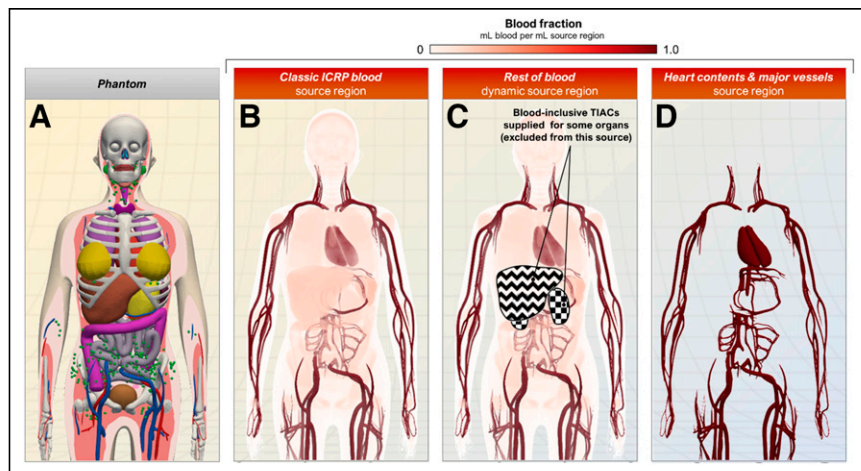 Blood fraction
mL blood per mL source region
0
1.0
Phantom
Classic ICRP blood
source region
Rest of blood
dynamic source region
Heart contents & major vessels
source region
A
B
C
D
Blood-inclusive TIACs
supplied for some organs
(excluded from this source)